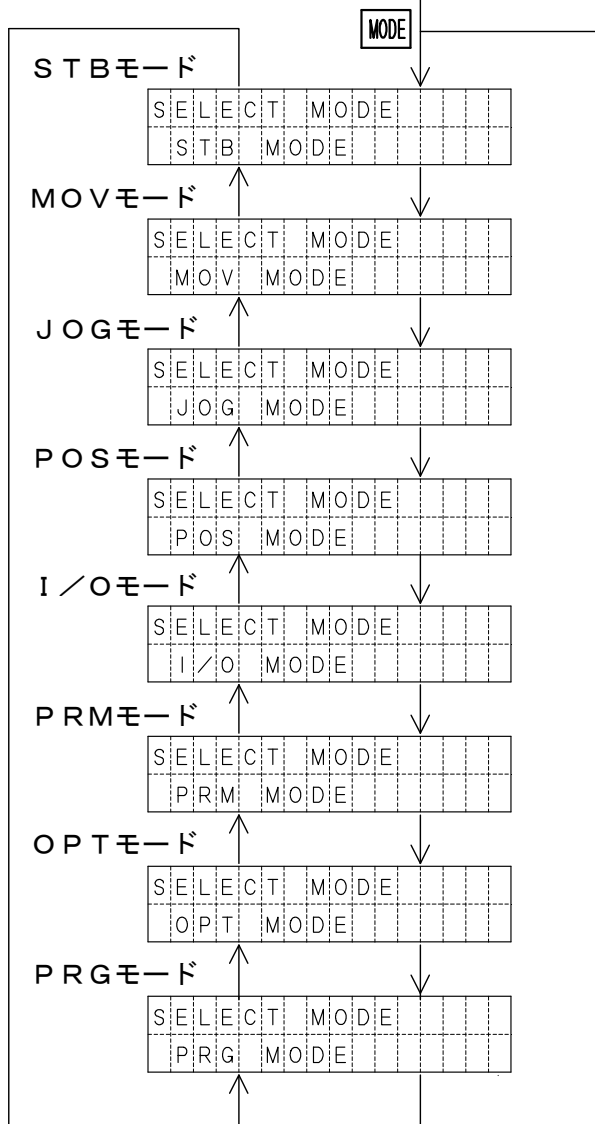 MODE
STBモード
SELECT MODE
STB MODE
MOVモード
SELECT MODE
MOV MODE
JOGモード
SELECT MODE
JOG MODE
POSモード
SELECT MODE
POS MODE
I/Oモード
SELECT MODE
I/O MODE
PRMモード
SELECT MODE
PRM MODE
OPTモード
SELECT MODE
OPT MODE
PRGモード
SELECT MODE
PRG MODE